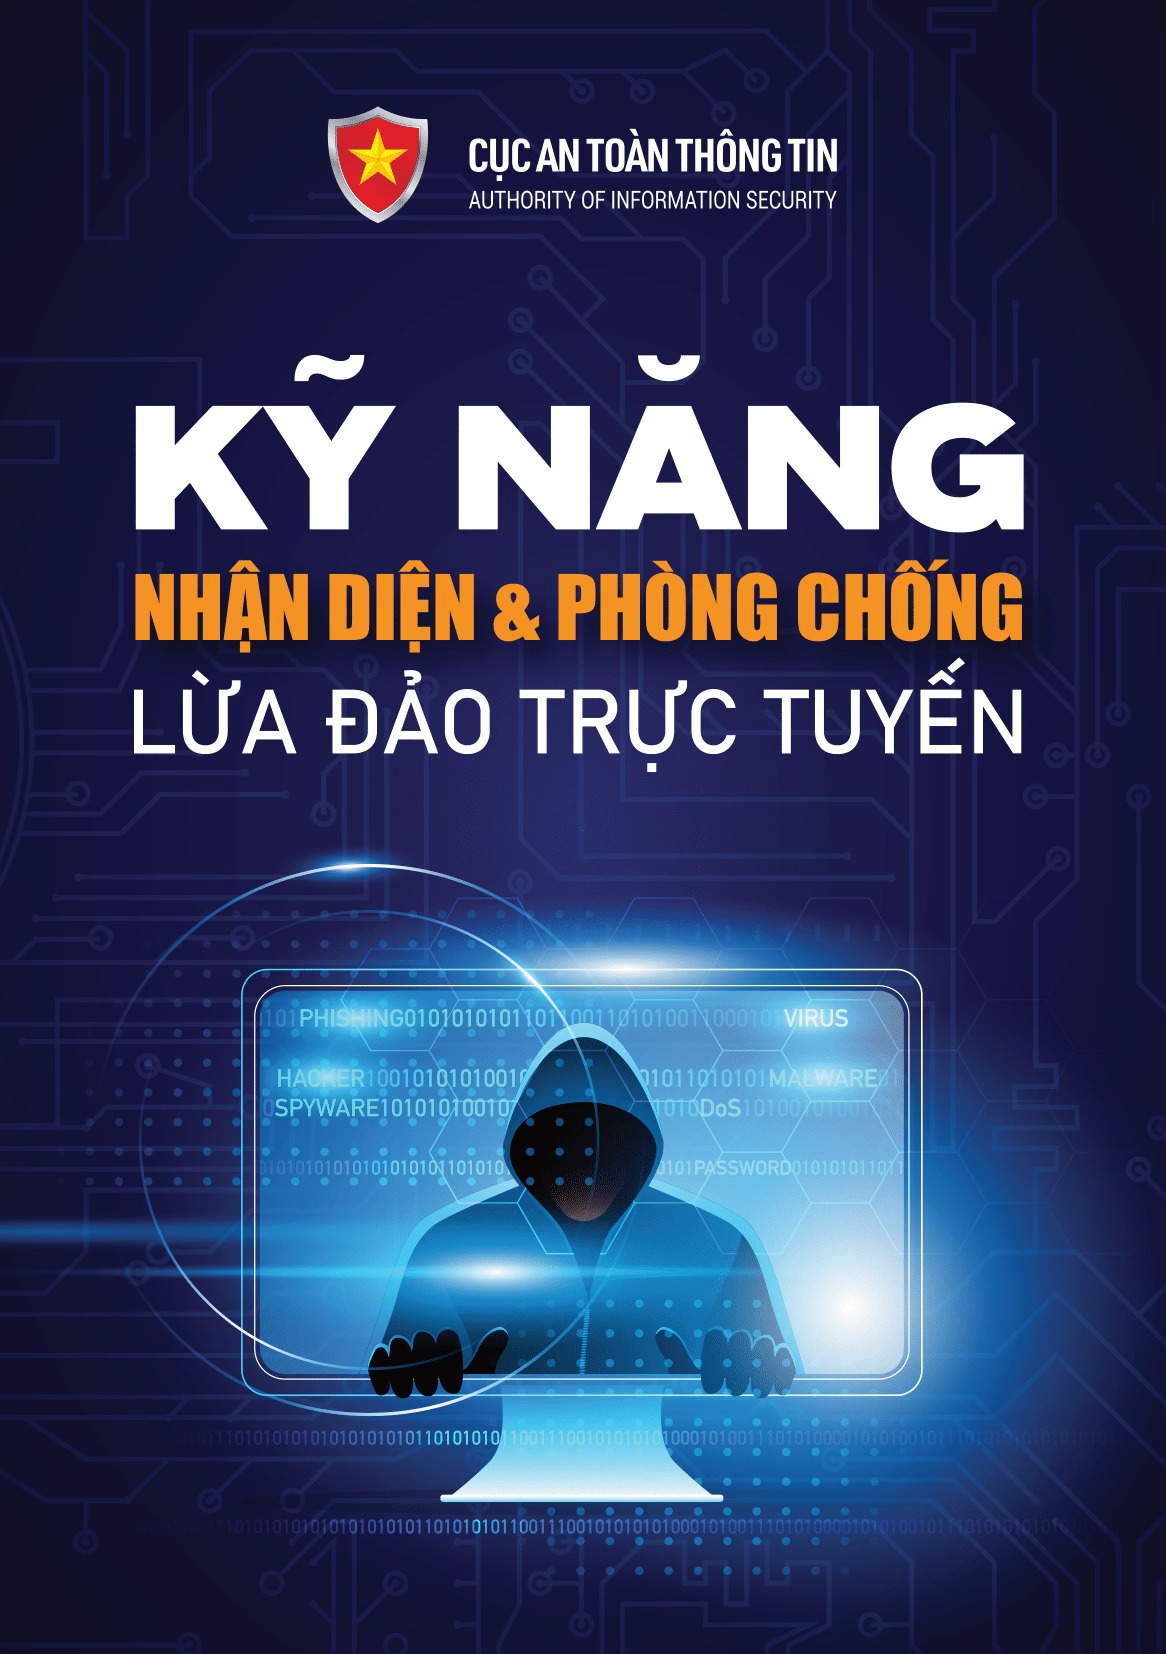 CỤC AN TOÀN THÔNG TIN
AUTHORITY OF INFORMATION SECURITY
KỸ NĂNG
NHẬN DIỆN & PHÒNG CHỐNG
LỪA ĐẢO TRỰC TUYẾN
PHISHING
VIRUS
HACKER
MALWARE
SPYWARE
DoS
PASSWORD